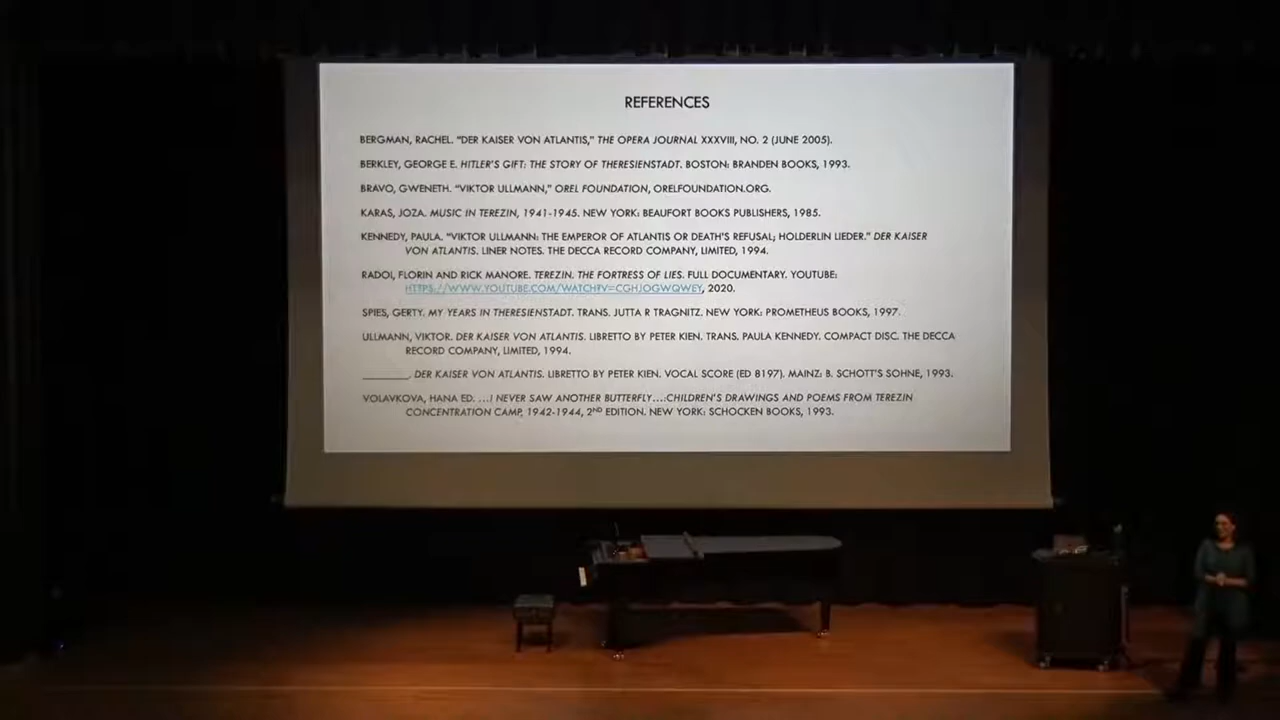 REFERENCES
BERGMAN, RACHEL. "DER KAISER VON ATLANTIS," THE OPERA JOURNAL XXXVIII, NO. 2 (JUNE 2005).
BERKLEY, GEORGE E. HITLER'S GIFT: THE STORY OF THERESIENSTADT. BOSTON: BRANDEN BOOKS, 1993.
BRAVO, GWENETH. "VIKTOR ULLMANN," OREL FOUNDATION, ORELFOUNDATION.ORG.
KARAS, JOZA. MUSIC IN TEREZIN, 1941-1945. NEW YORK: BEAUFORT BOOKS PUBLISHERS, 1985.
KENNEDY, PAULA. "VIKTOR ULLMANN: THE EMPEROR OF ATLANTIS OR DEATH'S REFUSAL; HOLDERLIN LIEDER." DER KAISER
VON ATLANTIS. LINER NOTES. THE DECCA RECORD COMPANY, LIMITED, 1994.
RADOI, FLORIN AND RICK MANORE. TEREZIN. THE FORTRESS OF LIES. FULL DOCUMENTARY. YOUTUBE:
HTTPS://WWW.YOUTUBE.COM/WATCH?V=CGHJOGWQWEY, 2020.
SPIES, GERTY. MY YEARS IN THERESIENSTADT. TRANS. JUTTA R TRAGNITZ. NEW YORK: PROMETHEUS BOOKS, 1997.
ULLMANN, VIKTOR. DER KAISER VON ATLANTIS. LIBRETTO BY PETER KIEN. TRANS. PAULA KENNEDY. COMPACT DISC. THE DECCA
RECORD COMPANY, LIMITED, 1994.
________. DER KAISER VON ATLANTIS. LIBRETTO BY PETER KIEN. VOCAL SCORE (ED 8197). MAINZ: B. SCHOTT'S SOHNE, 1993.
VOLAVKOVA, HANA ED. ...I NEVER SAW ANOTHER BUTTERFLY...:CHILDREN'S DRAWINGS AND POEMS FROM TEREZIN
CONCENTRATION CAMP, 1942-1944, 2ND EDITION. NEW YORK: SCHOCKEN BOOKS, 1993.